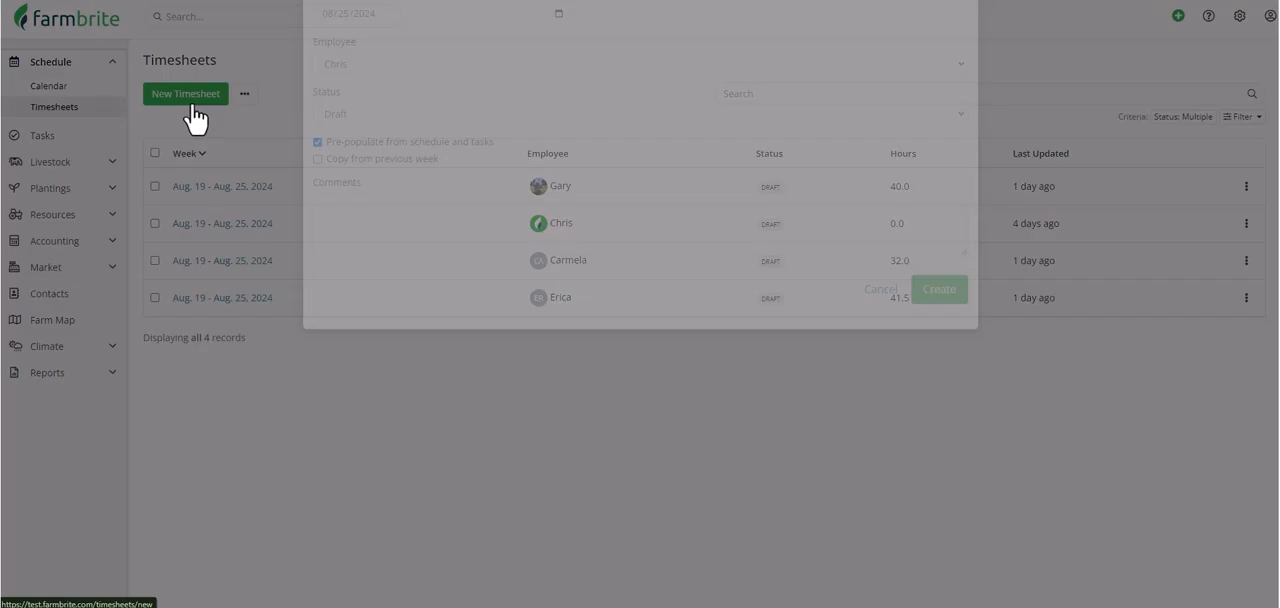 farmbrite
Search...
08/25/2024
Employee
Chris
Status
Draft
Pre-populate from schedule and tasks
Copy from previous week
Comments
Cancel
Create
Schedule
Calendar
Timesheets
Tasks
Livestock
Plantings
Resources
Accounting
Market
Contacts
Farm Map
Climate
Reports
Timesheets
New Timesheet
Search
Criteria: Status: Multiple Filter
Week Employee Status Hours Last Updated
Aug. 19 - Aug. 25, 2024 Gary DRAFT 40.0 1 day ago
Aug. 19 - Aug. 25, 2024 Chris DRAFT 0.0 4 days ago
Aug. 19 - Aug. 25, 2024 CA Carmela DRAFT 32.0 1 day ago
Aug. 19 - Aug. 25, 2024 ER Erica DRAFT 41.5 1 day ago
Displaying all 4 records
https://test.farmbrite.com/timesheets/new